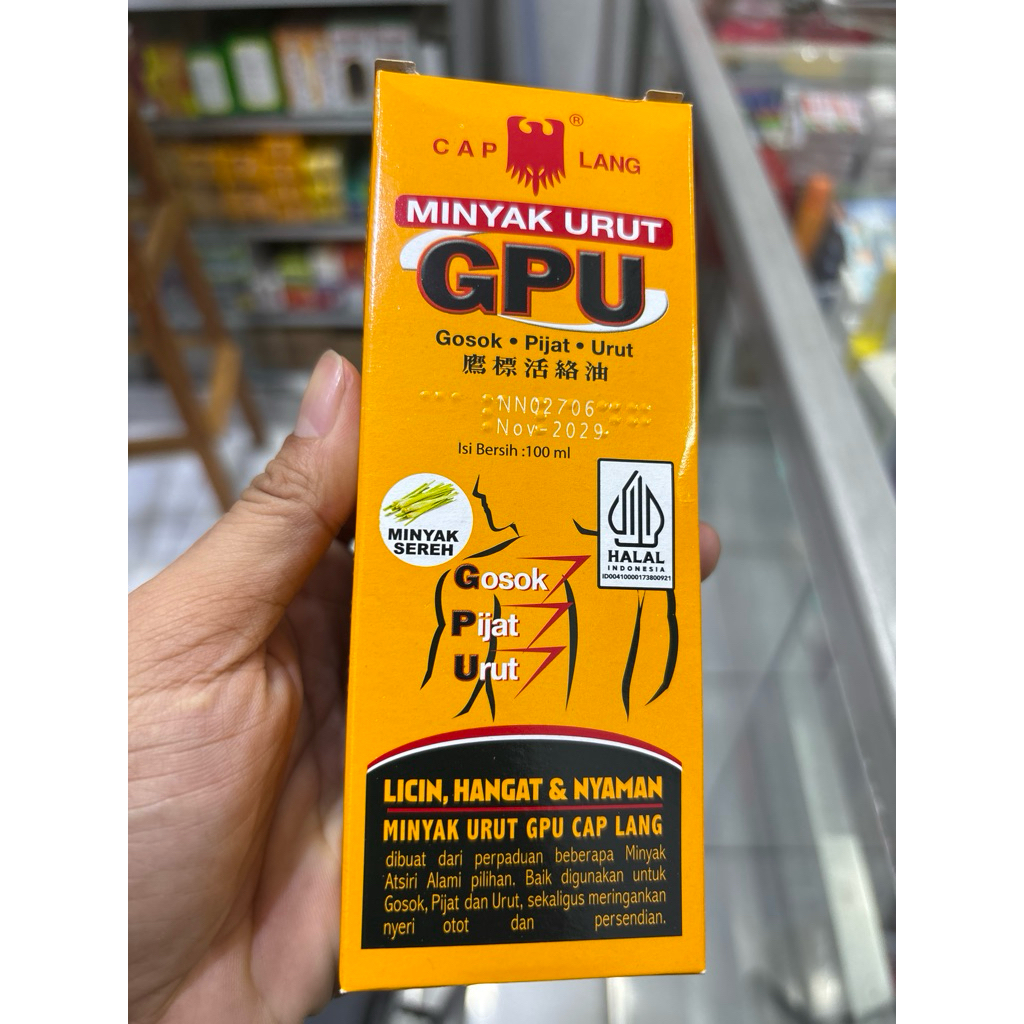 CAP LANG ®
MINYAK URUT
GPU
Gosok • Pijat • Urut
鷹標活絡油
NN02706
Nov-2029
Isi Bersih :100 ml
MINYAK
SEREH
HALAL
INDONESIA
ID00410000173800921
Gosok
Pijat
Urut
LICIN, HANGAT & NYAMAN
MINYAK URUT GPU CAP LANG
dibuat dari perpaduan beberapa Minyak
Atsiri Alami pilihan. Baik digunakan untuk
Gosok, Pijat dan Urut, sekaligus meringankan
nyeri otot dan persendian.